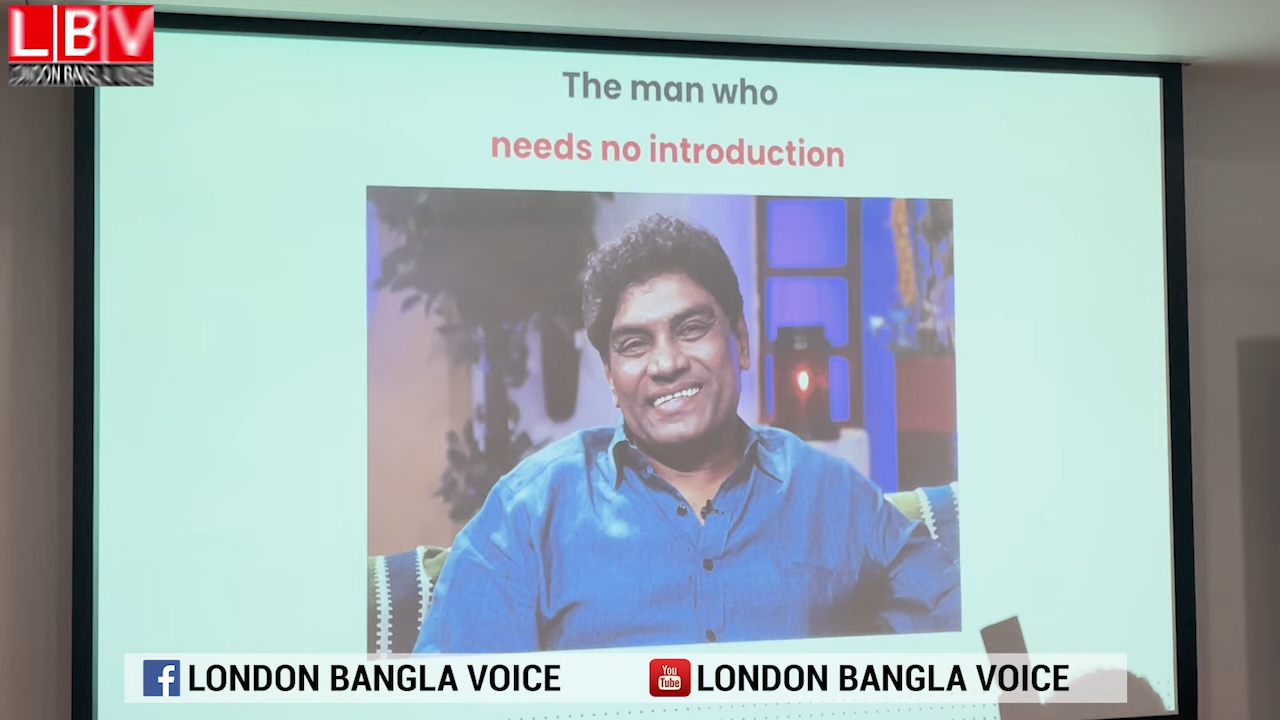 LBV
The man who
needs no introduction
LONDON BANGLA VOICE
You Tube LONDON BANGLA VOICE